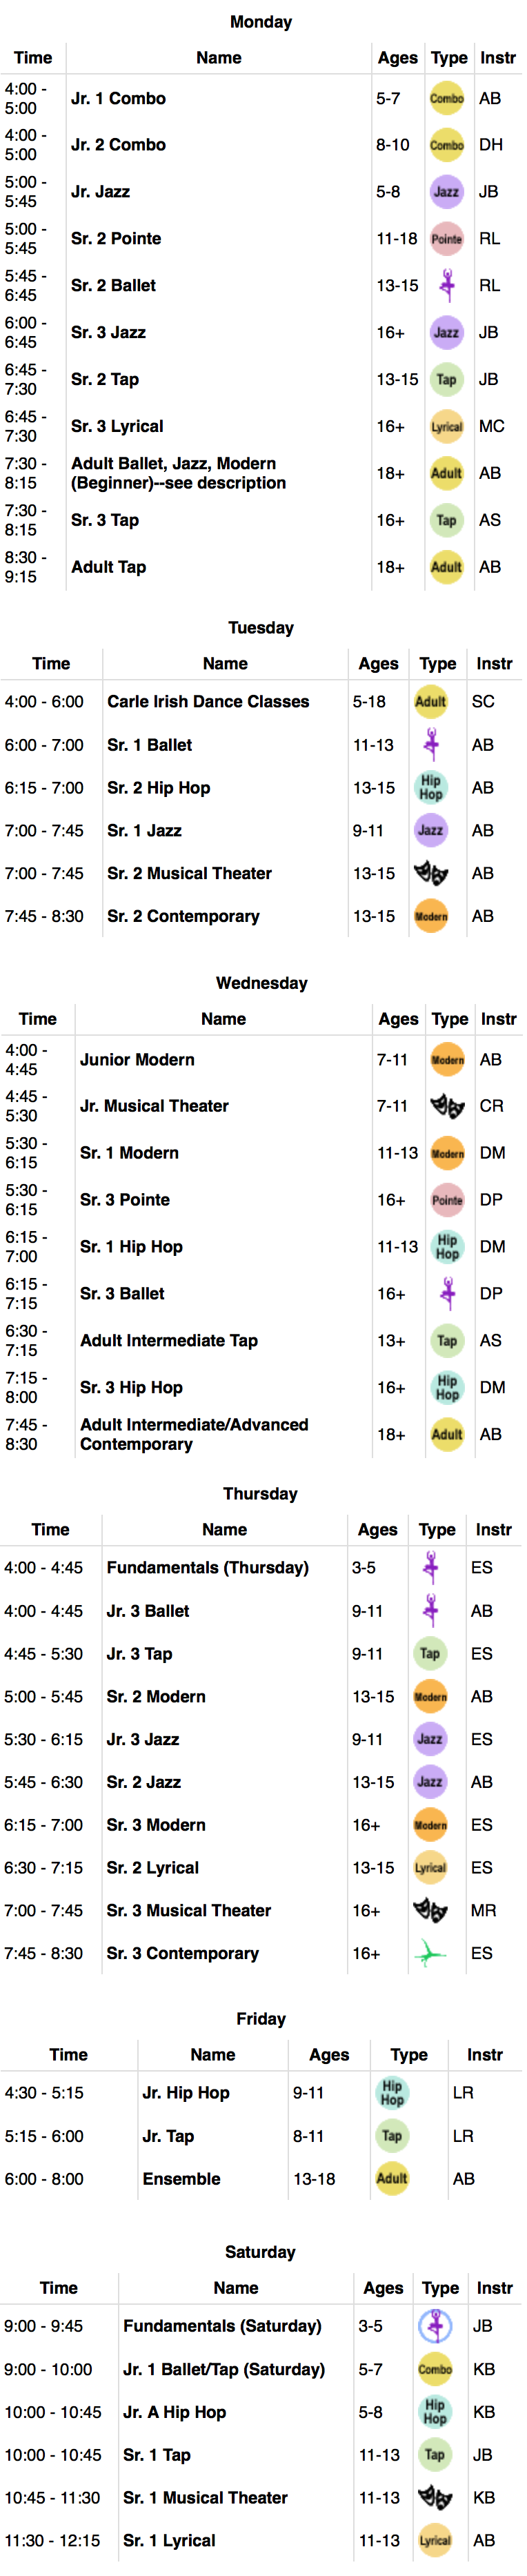 Monday
Time Name Ages Type Instr
4:00 -
5:00 Jr. 1 Combo 5-7 Combo AB
4:00 -
5:00 Jr. 2 Combo 8-10 Combo DH
5:00 -
5:45 Jr. Jazz 5-8 Jazz JB
5:00 -
5:45 Sr. 2 Pointe 11-18 Pointe RL
5:45 -
6:45 Sr. 2 Ballet 13-15 RL
6:00 -
6:45 Sr. 3 Jazz 16+ Jazz JB
6:45 -
7:30 Sr. 2 Tap 13-15 Tap JB
6:45 -
7:30 Sr. 3 Lyrical 16+ Lyrical MC
7:30 - Adult Ballet, Jazz, Modern
8:15 (Beginner)--see description 18+ Adult AB
7:30 -
8:15 Sr. 3 Tap 16+ Tap AS
8:30 -
9:15 Adult Tap 18+ Adult AB
Tuesday
Time Name Ages Type Instr
4:00 - 6:00 Carle Irish Dance Classes 5-18 Adult SC
6:00 - 7:00 Sr. 1 Ballet 11-13 AB
6:15 - 7:00 Sr. 2 Hip Hop 13-15 Hip Hop AB
7:00 - 7:45 Sr. 1 Jazz 9-11 Jazz AB
7:00 - 7:45 Sr. 2 Musical Theater 13-15 AB
7:45 - 8:30 Sr. 2 Contemporary 13-15 Modern AB
Wednesday
Time Name Ages Type Instr
4:00 -
4:45 Junior Modern 7-11 Modern AB
4:45 -
5:30 Jr. Musical Theater 7-11 CR
5:30 -
6:15 Sr. 1 Modern 11-13 Modern DM
5:30 -
6:15 Sr. 3 Pointe 16+ Pointe DP
6:15 -
7:00 Sr. 1 Hip Hop 11-13 Hip Hop DM
6:15 -
7:15 Sr. 3 Ballet 16+ DP
6:30 -
7:15 Adult Intermediate Tap 13+ Tap AS
7:15 -
8:00 Sr. 3 Hip Hop 16+ Hip Hop DM
7:45 - Adult Intermediate/Advanced
8:30 Contemporary 18+ Adult AB
Thursday
Time Name Ages Type Instr
4:00 - 4:45 Fundamentals (Thursday) 3-5 ES
4:00 - 4:45 Jr. 3 Ballet 9-11 AB
4:45 - 5:30 Jr. 3 Tap 9-11 Tap ES
5:00 - 5:45 Sr. 2 Modern 13-15 Modern AB
5:30 - 6:15 Jr. 3 Jazz 9-11 Jazz ES
5:45 - 6:30 Sr. 2 Jazz 13-15 Jazz AB
6:15 - 7:00 Sr. 3 Modern 16+ Modern ES
6:30 - 7:15 Sr. 2 Lyrical 13-15 Lyrical ES
7:00 - 7:45 Sr. 3 Musical Theater 16+ MR
7:45 - 8:30 Sr. 3 Contemporary 16+ ES
Friday
Time Name Ages Type Instr
4:30 - 5:15 Jr. Hip Hop 9-11 Hip Hop LR
5:15 - 6:00 Jr. Tap 8-11 Tap LR
6:00 - 8:00 Ensemble 13-18 Adult AB
Saturday
Time Name Ages Type Instr
9:00 - 9:45 Fundamentals (Saturday) 3-5 JB
9:00 - 10:00 Jr. 1 Ballet/Tap (Saturday) 5-7 Combo KB
10:00 - 10:45 Jr. A Hip Hop 5-8 Hip Hop KB
10:00 - 10:45 Sr. 1 Tap 11-13 Tap JB
10:45 - 11:30 Sr. 1 Musical Theater 11-13 KB
11:30 - 12:15 Sr. 1 Lyrical 11-13 Lyrical AB